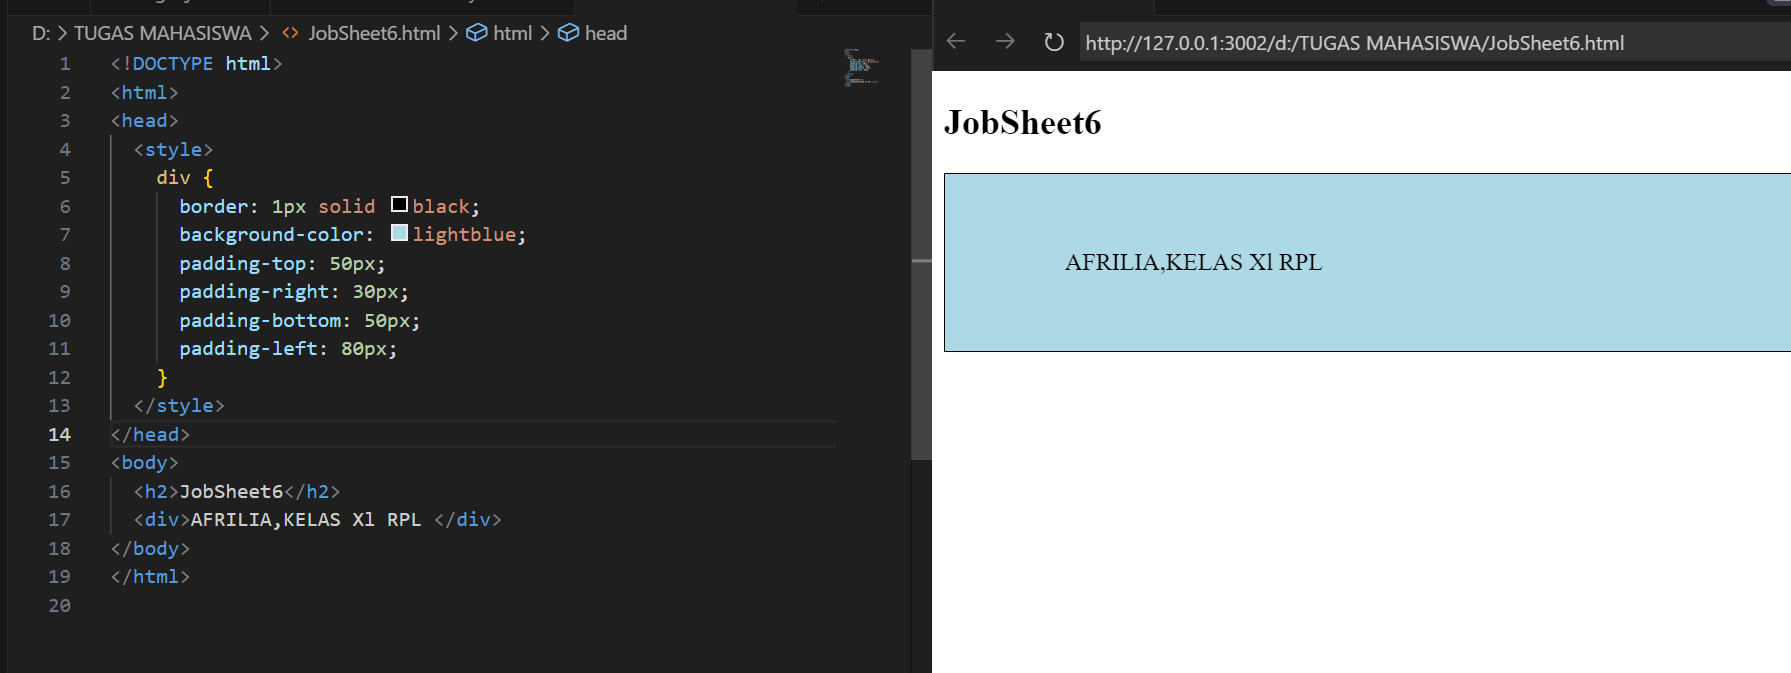 D: > TUGAS MAHASISWA > <> JobSheet6.html > html > head
1 <!DOCTYPE html>
2 <html>
3 <head>
4 <style>
5 div {
6 border: 1px solid black;
7 background-color: lightblue;
8 padding-top: 50px;
9 padding-right: 30px;
10 padding-bottom: 50px;
11 padding-left: 80px;
12 }
13 </style>
14 </head>
15 <body>
16 <h2>JobSheet6</h2>
17 <div>AFRILIA,KELAS Xl RPL </div>
18 </body>
19 </html>
20
http://127.0.0.1:3002/d:/TUGAS MAHASISWA/JobSheet6.html
JobSheet6
AFRILIA,KELAS Xl RPL